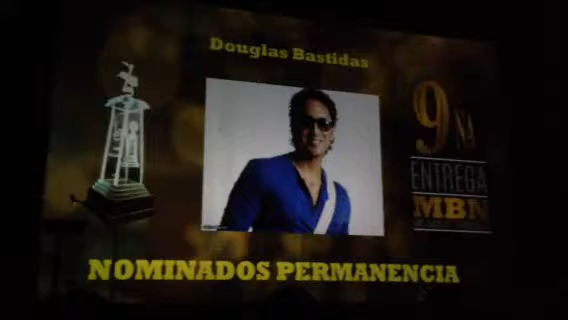 Douglas Bastidas
9NA
ENTREGA
MBN
NOMINADOS PERMANENCIA